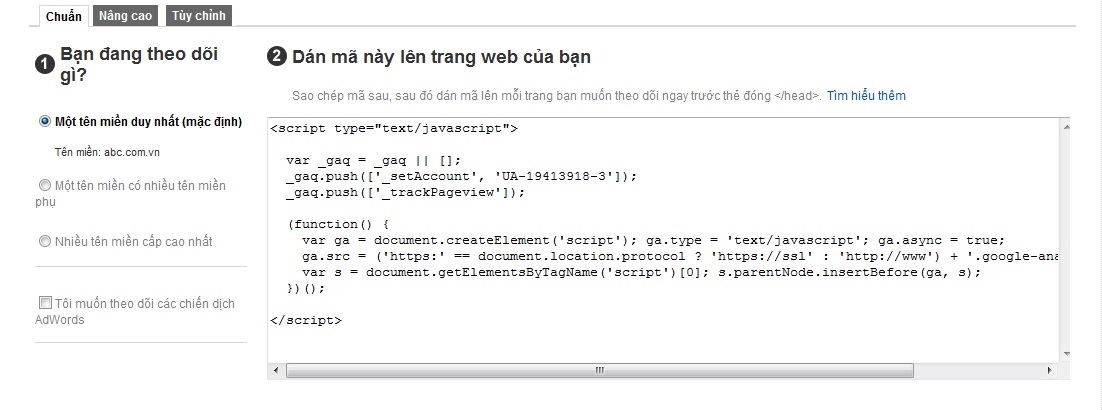 Chuẩn Nâng cao Tùy chỉnh
1 Bạn đang theo dõi
gì?
Một tên miền duy nhất (mặc định)
Tên miền: abc.com.vn
Một tên miền có nhiều tên miền
phụ
Nhiều tên miền cấp cao nhất
Tôi muốn theo dõi các chiến dịch
AdWords
2 Dán mã này lên trang web của bạn
Sao chép mã sau, sau đó dán mã lên mỗi trang bạn muốn theo dõi ngay trước thẻ đóng </head>. Tìm hiểu thêm
<script type="text/javascript">
var _gaq = _gaq || [];
_gaq.push(['_setAccount', 'UA-19413918-3']);
_gaq.push(['_trackPageview']);
(function() {
var ga = document.createElement('script'); ga.type = 'text/javascript'; ga.async = true;
ga.src = ('https:' == document.location.protocol ? 'https://ssl' : 'http://www') + '.google-ana
var s = document.getElementsByTagName('script')[0]; s.parentNode.insertBefore(ga, s);
})();
</script>